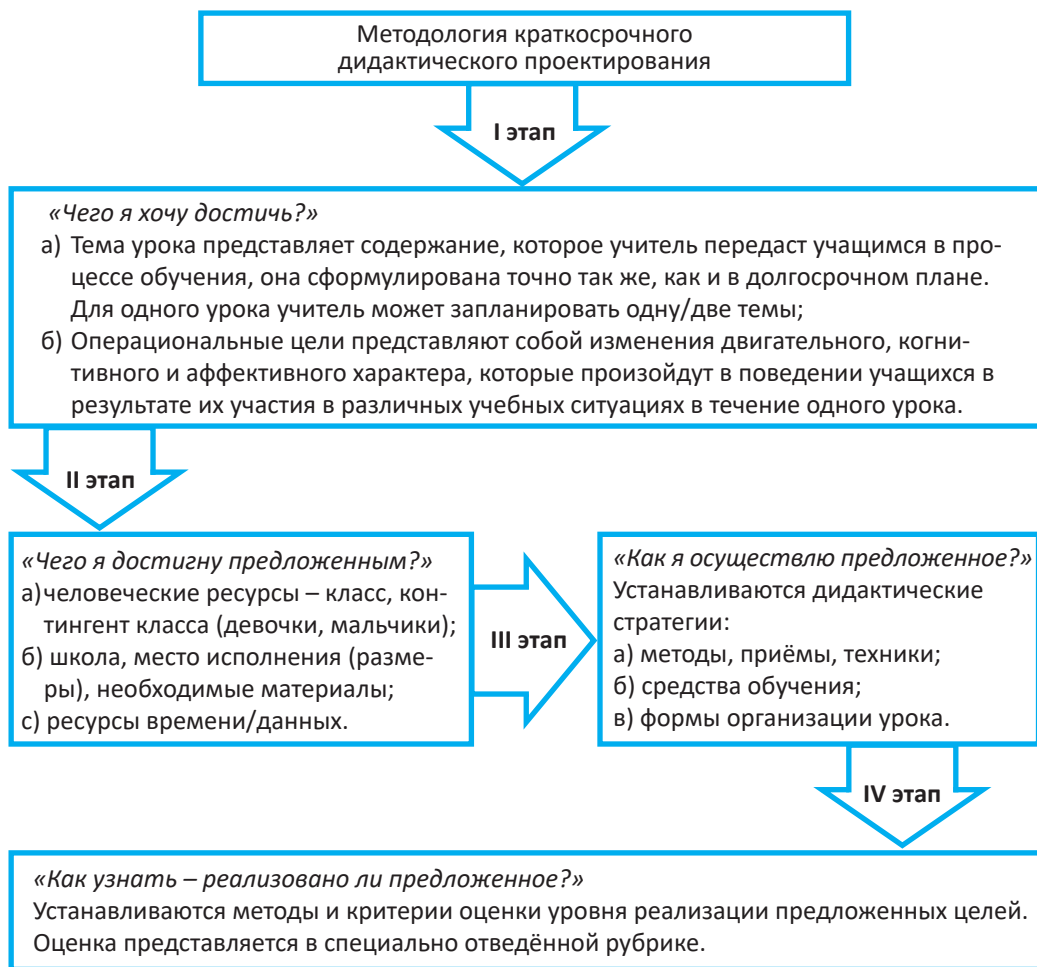 Методология краткосрочного
дидактического проектирования
I этап
«Чего я хочу достичь?»
а) Тема урока представляет содержание, которое учитель передаст учащимся в про-
цессе обучения, она сформулирована точно так же, как и в долгосрочном плане.
Для одного урока учитель может запланировать одну/две темы;
б) Операциональные цели представляют собой изменения двигательного, когни-
тивного и аффективного характера, которые произойдут в поведении учащихся в
результате их участия в различных учебных ситуациях в течение одного урока.
II этап
«Чего я достигну предложенным?»
а)человеческие ресурсы – класс, кон-
тингент класса (девочки, мальчики);
б) школа, место исполнения (разме-
ры), необходимые материалы;
с) ресурсы времени/данных.
III этап
«Как я осуществлю предложенное?»
Устанавливаются дидактические
стратегии:
а) методы, приёмы, техники;
б) средства обучения;
в) формы организации урока.
IV этап
«Как узнать – реализовано ли предложенное?»
Устанавливаются методы и критерии оценки уровня реализации предложенных целей.
Оценка представляется в специально отведённой рубрике.